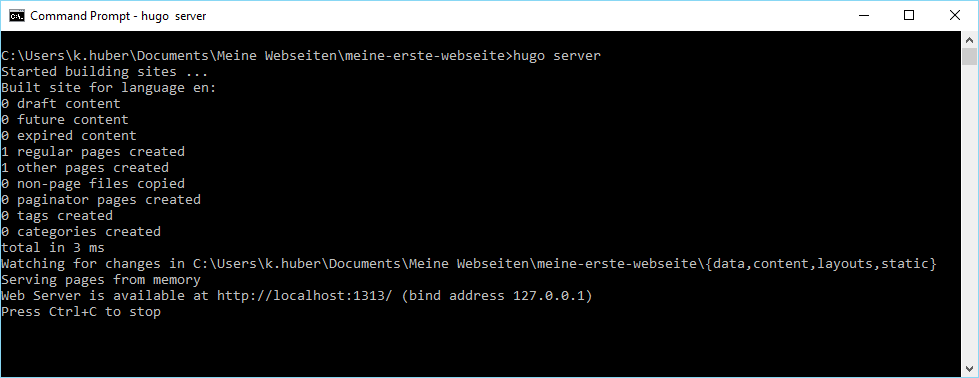 Command Prompt - hugo  server
C:\Users\k.huber\Documents\Meine Webseiten\meine-erste-webseite>hugo server
Started building sites ...
Built site for language en:
0 draft content
0 future content
0 expired content
1 regular pages created
1 other pages created
0 non-page files copied
0 paginator pages created
0 tags created
0 categories created
total in 3 ms
Watching for changes in C:\Users\k.huber\Documents\Meine Webseiten\meine-erste-webseite\{data,content,layouts,static}
Serving pages from memory
Web Server is available at http://localhost:1313/ (bind address 127.0.0.1)
Press Ctrl+C to stop